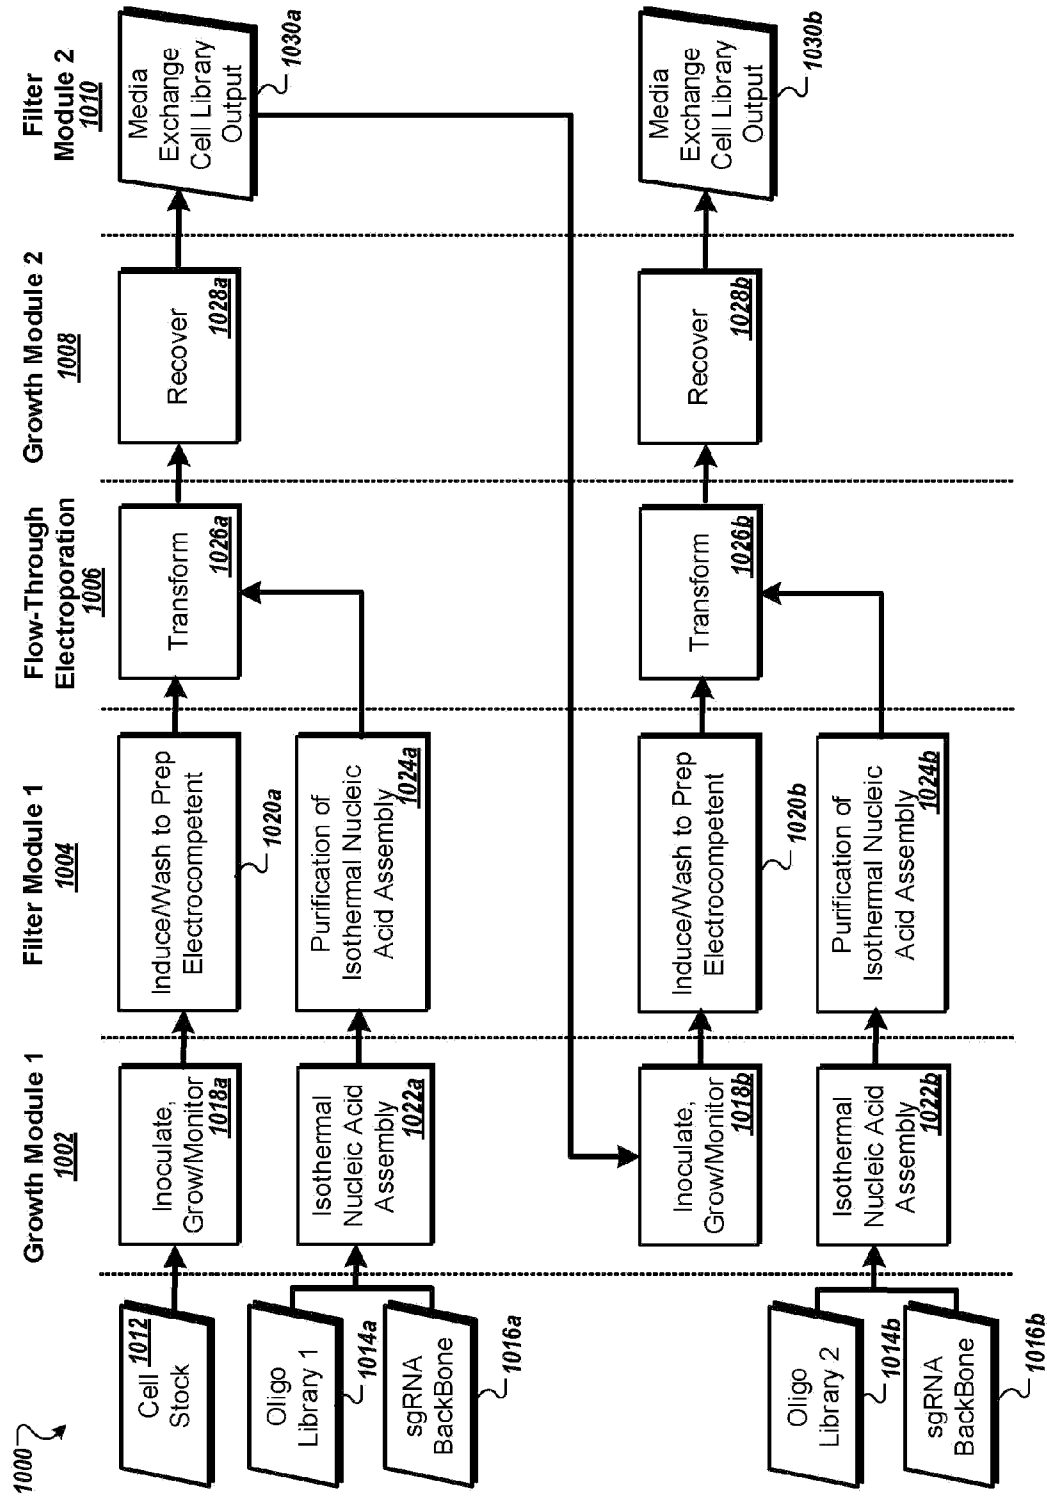 1000
Growth Module 1
1002
Filter Module 1
1004
Flow-Through
Electroporation
1006
Growth Module 2
1008
Filter
Module 2
1010
Cell
Stock
1012
Inoculate,
Grow/Monitor
1018a
Induce/Wash to Prep
Electrocompetent
1020a
Transform
1026a
Recover
1028a
Media
Exchange
Cell Library
Output
1030a
Oligo
Library 1
1014a
sgRNA
BackBone
1016a
Isothermal
Nucleic Acid
Assembly
1022a
Purification of
Isothermal Nucleic
Acid Assembly
1024a
Inoculate,
Grow/Monitor
1018b
Induce/Wash to Prep
Electrocompetent
1020b
Transform
1026b
Recover
1028b
Media
Exchange
Cell Library
Output
1030b
Oligo
Library 2
1014b
sgRNA
BackBone
1016b
Isothermal
Nucleic Acid
Assembly
1022b
Purification of
Isothermal Nucleic
Acid Assembly
1024b